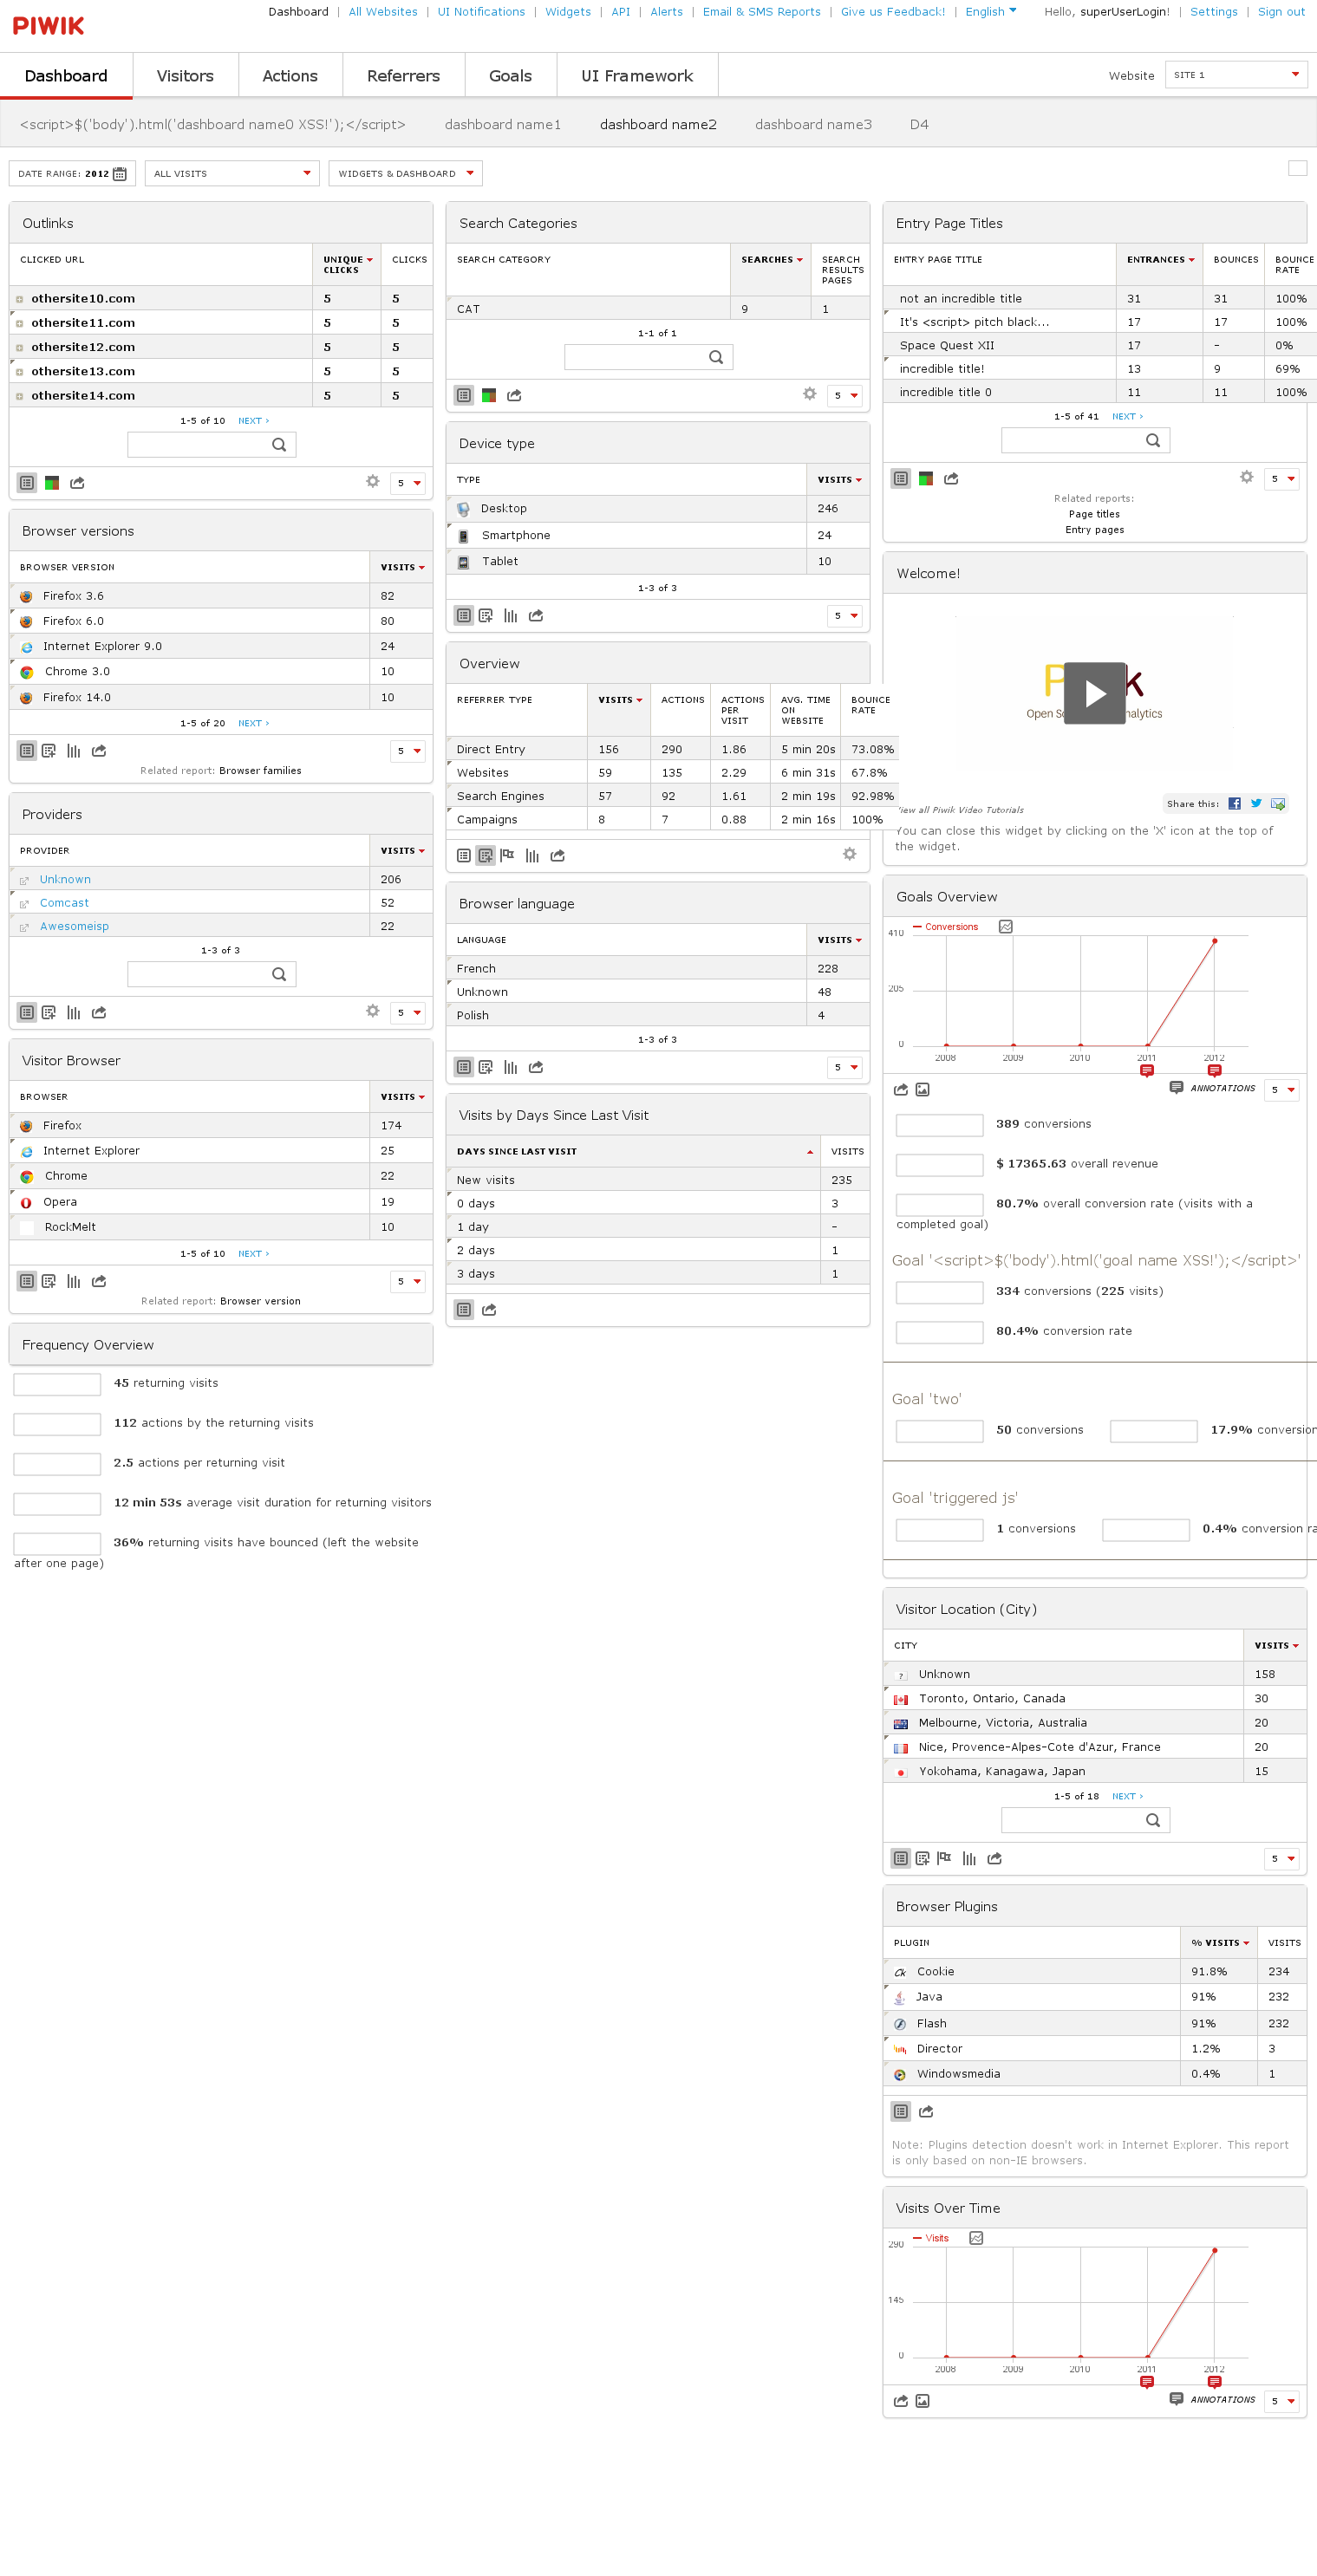 PIWIK
Dashboard | All Websites | UI Notifications | Widgets | API | Alerts | Email & SMS Reports | Give us Feedback! | English Hello, superUserLogin! | Settings | Sign out
Dashboard Visitors Actions Referrers Goals UI Framework Website SITE 1
<script>$('body').html('dashboard name0 XSS!');</script> dashboard name1 dashboard name2 dashboard name3 D4
DATE RANGE: 2012 ALL VISITS WIDGETS & DASHBOARD
Outlinks
CLICKED URL UNIQUE CLICKS CLICKS
othersite10.com 5 5
othersite11.com 5 5
othersite12.com 5 5
othersite13.com 5 5
othersite14.com 5 5
1-5 of 10 NEXT ›
5
Browser versions
BROWSER VERSION VISITS
Firefox 3.6 82
Firefox 6.0 80
Internet Explorer 9.0 24
Chrome 3.0 10
Firefox 14.0 10
1-5 of 20 NEXT ›
5
Related report: Browser families
Providers
PROVIDER VISITS
Unknown 206
Comcast 52
Awesomeisp 22
1-3 of 3
5
Visitor Browser
BROWSER VISITS
Firefox 174
Internet Explorer 25
Chrome 22
Opera 19
RockMelt 10
1-5 of 10 NEXT ›
5
Related report: Browser version
Frequency Overview
45 returning visits
112 actions by the returning visits
2.5 actions per returning visit
12 min 53s average visit duration for returning visitors
36% returning visits have bounced (left the website
after one page)
Search Categories
SEARCH CATEGORY SEARCHES SEARCH RESULTS PAGES
CAT 9 1
1-1 of 1
5
Device type
TYPE VISITS
Desktop 246
Smartphone 24
Tablet 10
1-3 of 3
5
Overview
REFERRER TYPE VISITS ACTIONS ACTIONS PER VISIT AVG. TIME ON WEBSITE BOUNCE RATE
Direct Entry 156 290 1.86 5 min 20s 73.08%
Websites 59 135 2.29 6 min 31s 67.8%
Search Engines 57 92 1.61 2 min 19s 92.98%
Campaigns 8 7 0.88 2 min 16s 100%
Browser language
LANGUAGE VISITS
French 228
Unknown 48
Polish 4
1-3 of 3
5
Visits by Days Since Last Visit
DAYS SINCE LAST VISIT VISITS
New visits 235
0 days 3
1 day -
2 days 1
3 days 1
Entry Page Titles
ENTRY PAGE TITLE ENTRANCES BOUNCES BOUNCE RATE
not an incredible title 31 31 100%
It's <script> pitch black... 17 17 100%
Space Quest XII 17 - 0%
incredible title! 13 9 69%
incredible title 0 11 11 100%
1-5 of 41 NEXT ›
5
Related reports:
Page titles
Entry pages
Welcome!
P k
Open So alytics
View all Piwik Video Tutorials Share this:
You can close this widget by clicking on the 'X' icon at the top of
the widget.
Goals Overview
Conversions
410
205
0
2008 2009 2010 2011 2012
ANNOTATIONS 5
389 conversions
$ 17365.63 overall revenue
80.7% overall conversion rate (visits with a
completed goal)
Goal '<script>$('body').html('goal name XSS!');</script>'
334 conversions (225 visits)
80.4% conversion rate
Goal 'two'
50 conversions 17.9% conversion
Goal 'triggered js'
1 conversions 0.4% conversion ra
Visitor Location (City)
CITY VISITS
Unknown 158
Toronto, Ontario, Canada 30
Melbourne, Victoria, Australia 20
Nice, Provence-Alpes-Cote d'Azur, France 20
Yokohama, Kanagawa, Japan 15
1-5 of 18 NEXT ›
5
Browser Plugins
PLUGIN % VISITS VISITS
Cookie 91.8% 234
Java 91% 232
Flash 91% 232
Director 1.2% 3
Windowsmedia 0.4% 1
Note: Plugins detection doesn't work in Internet Explorer. This report
is only based on non-IE browsers.
Visits Over Time
Visits
290
145
0
2008 2009 2010 2011 2012
ANNOTATIONS 5